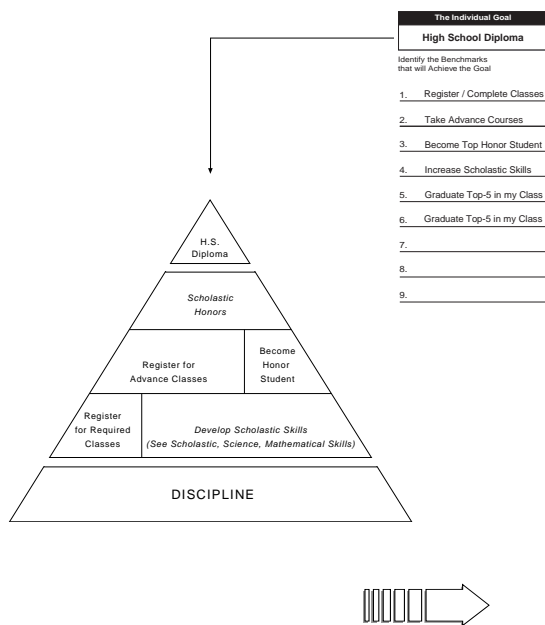 The Individual Goal
High School Diploma
Identify the Benchmarks
that will Achieve the Goal
1. Register / Complete Classes
2. Take Advance Courses
3. Become Top Honor Student
4. Increase Scholastic Skills
5. Graduate Top-5 in my Class
6. Graduate Top-5 in my Class
7.
8.
9.
H.S.
Diploma
Scholastic
Honors
Register for
Advance Classes
Become
Honor
Student
Register
for Required
Classes
Develop Scholastic Skills
(See Scholastic, Science, Mathematical Skills)
DISCIPLINE